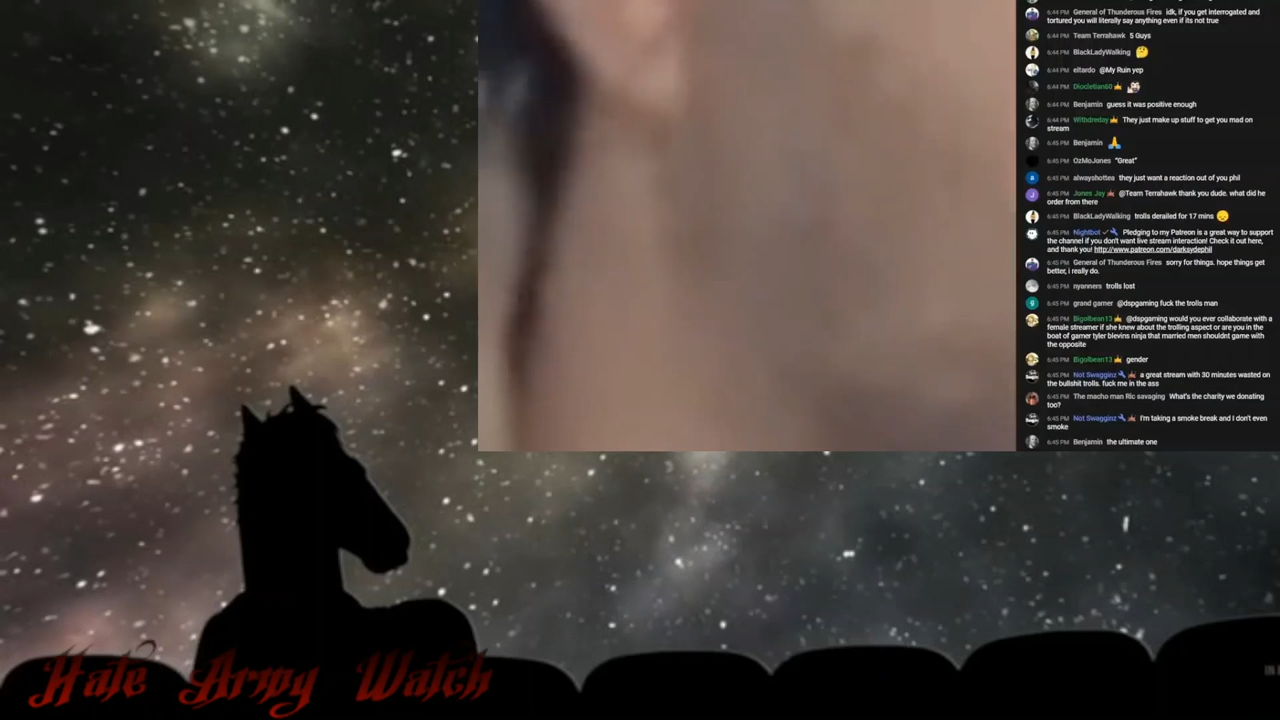 6:44 PM General of Thunderous Fires idk, if you get interrogated and
tortured you will literally say anything even if its not true
6:44 PM Team Terrahawk 5 Guys
6:44 PM BlackLadyWalking
6:44 PM eltardo @My Ruin yep
6:44 PM Diocletian60
6:44 PM Benjamin guess it was positive enough
6:44 PM Withdreday They just make up stuff to get you mad on
stream
6:45 PM Benjamin
6:45 PM OzMoJones "Great"
6:45 PM alwayshottea they just want a reaction out of you phil
6:45 PM Jones Jay @Team Terrahawk thank you dude. what did he
order from there
6:45 PM BlackLadyWalking trolls derailed for 17 mins
6:45 PM Nightbot Pledging to my Patreon is a great way to support
the channel if you don't want live stream interaction! Check it out here,
and thank you! http://www.patreon.com/darksydephil
6:45 PM General of Thunderous Fires sorry for things. hope things get
better, i really do.
6:45 PM nyanners trolls lost
6:45 PM grand gamer @dspgaming fuck the trolls man
6:45 PM Bigolbean13 @dspgaming would you ever collaborate with a
female streamer if she knew about the trolling aspect or are you in the
boat of gamer tyler blevins ninja that married men shouldnt game with
the opposite
6:45 PM Bigolbean13 gender
6:45 PM Not Swagginz a great stream with 30 minutes wasted on
the bullshit trolls. fuck me in the ass
6:45 PM The macho man Ric savaging What's the charity we donating
too?
6:45 PM Not Swagginz I'm taking a smoke break and I don't even
smoke
6:45 PM Benjamin the ultimate one
Hate Army Watch